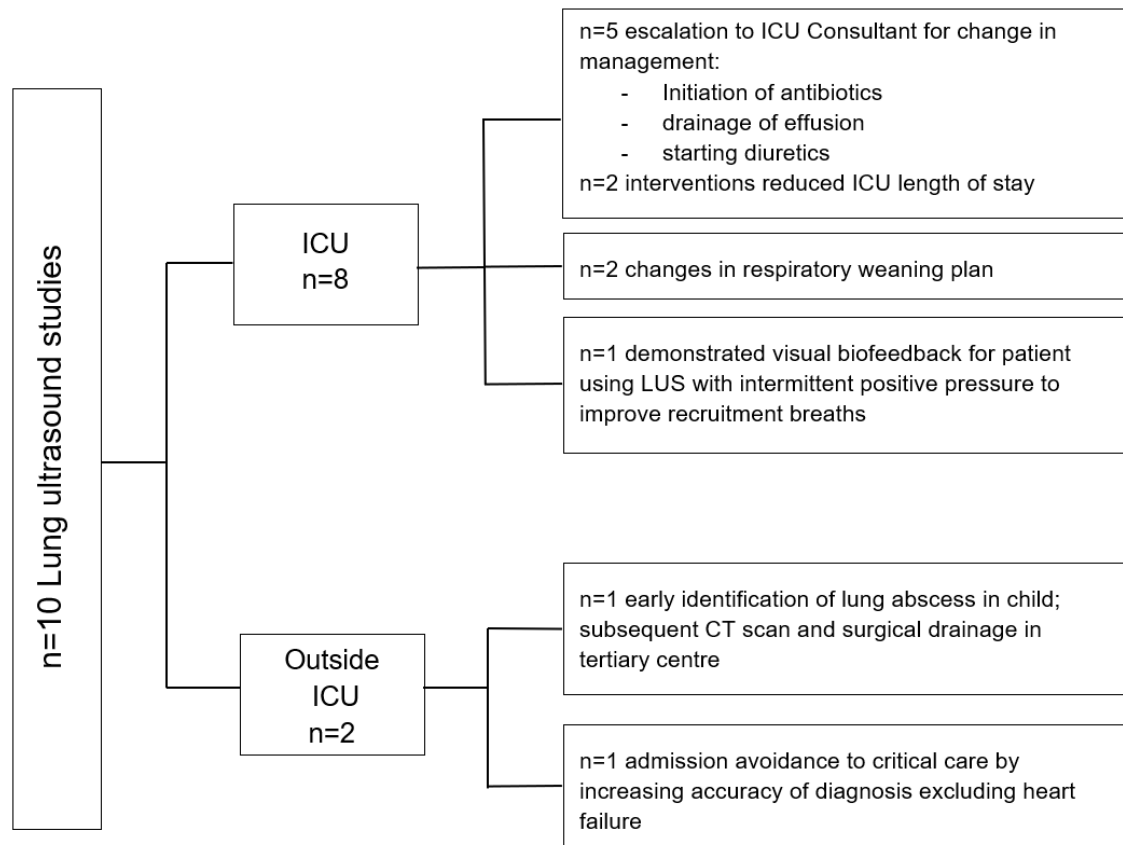 n=10 Lung ultrasound studies
ICU
n=8
n=5 escalation to ICU Consultant for change in
management:
- Initiation of antibiotics
- drainage of effusion
- starting diuretics
n=2 interventions reduced ICU length of stay
n=2 changes in respiratory weaning plan
n=1 demonstrated visual biofeedback for patient
using LUS with intermittent positive pressure to
improve recruitment breaths
Outside
ICU
n=2
n=1 early identification of lung abscess in child;
subsequent CT scan and surgical drainage in
tertiary centre
n=1 admission avoidance to critical care by
increasing accuracy of diagnosis excluding heart
failure